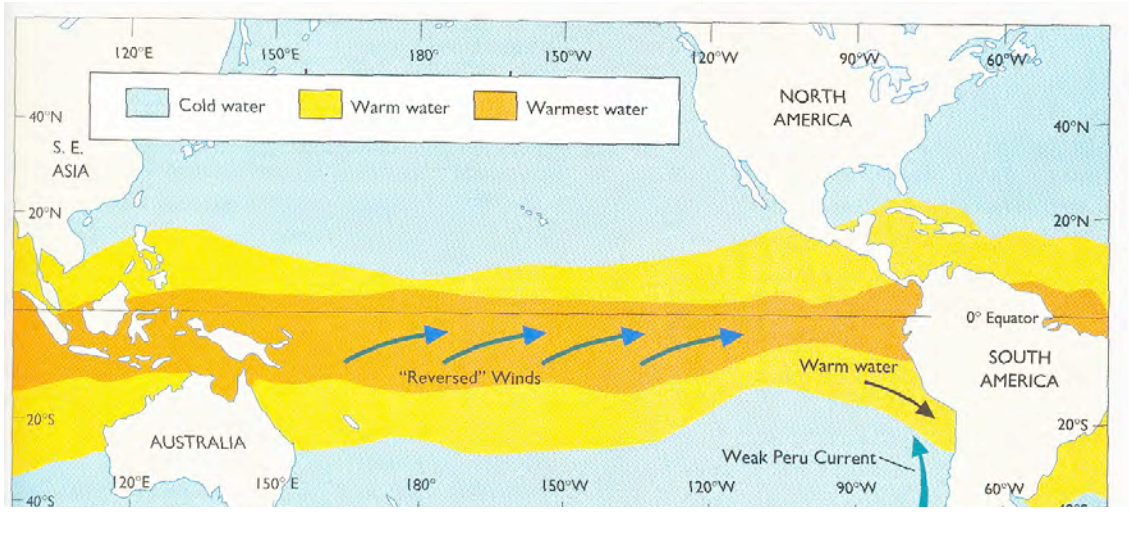 120°E 150°E 180° 150°W 120°W 90°W 60°W
Cold water Warm water Warmest water
NORTH
AMERICA
40°N
40°N
S. E.
ASIA
20°N
20°N
0° Equator
"Reversed" Winds
Warm water
SOUTH
AMERICA
20°S
20°S
AUSTRALIA
Weak Peru Current
120°E 150°E 180° 150°W 120°W 90°W 60°W
40°S